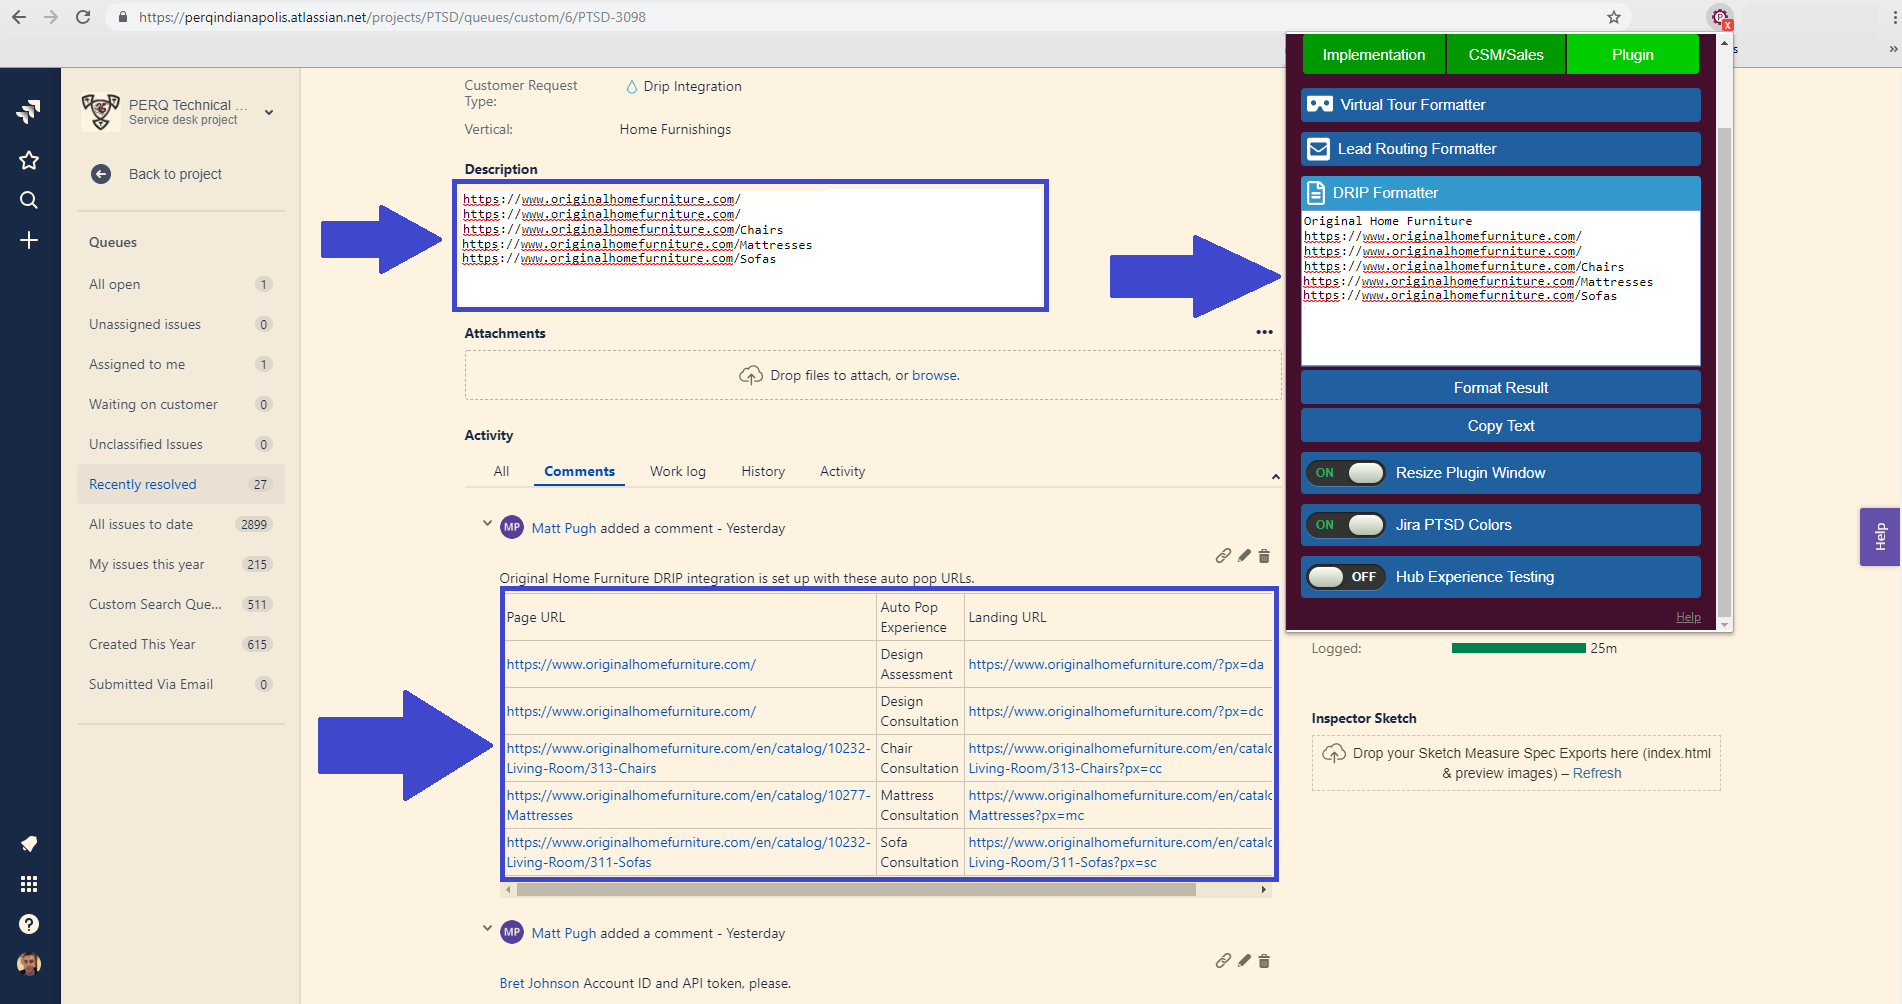 https://perqindianapolis.atlassian.net/projects/PTSD/queues/custom/6/PTSD-3098
PERQ Technical ...
Service desk project
Back to project
Queues
All open 1
Unassigned issues 0
Assigned to me 1
Waiting on customer 0
Unclassified Issues 0
Recently resolved 27
All issues to date 2899
My issues this year 215
Custom Search Que... 511
Created This Year 615
Submitted Via Email 0
Customer Request
Type:
Drip Integration
Vertical:
Home Furnishings
Description
https://www.originalhomefurniture.com/
https://www.originalhomefurniture.com/
https://www.originalhomefurniture.com/Chairs
https://www.originalhomefurniture.com/Mattresses
https://www.originalhomefurniture.com/Sofas
Attachments
Drop files to attach, or browse.
Activity
All Comments Work log History Activity
MP Matt Pugh added a comment - Yesterday
Original Home Furniture DRIP integration is set up with these auto pop URLs.
Page URL
Auto Pop
Experience
Landing URL
https://www.originalhomefurniture.com/
Design
Assessment
https://www.originalhomefurniture.com/?px=da
https://www.originalhomefurniture.com/
Design
Consultation
https://www.originalhomefurniture.com/?px=dc
https://www.originalhomefurniture.com/en/catalog/10232-
Living-Room/313-Chairs
Chair
Consultation
https://www.originalhomefurniture.com/en/catalo
Living-Room/313-Chairs?px=cc
https://www.originalhomefurniture.com/en/catalog/10277-
Mattresses
Mattress
Consultation
https://www.originalhomefurniture.com/en/catalo
Mattresses?px=mc
https://www.originalhomefurniture.com/en/catalog/10232-
Living-Room/311-Sofas
Sofa
Consultation
https://www.originalhomefurniture.com/en/catalo
Living-Room/311-Sofas?px=sc
MP Matt Pugh added a comment - Yesterday
Bret Johnson Account ID and API token, please.
Implementation CSM/Sales Plugin
Virtual Tour Formatter
Lead Routing Formatter
DRIP Formatter
Original Home Furniture
https://www.originalhomefurniture.com/
https://www.originalhomefurniture.com/
https://www.originalhomefurniture.com/Chairs
https://www.originalhomefurniture.com/Mattresses
https://www.originalhomefurniture.com/Sofas
Format Result
Copy Text
ON Resize Plugin Window
ON Jira PTSD Colors
OFF Hub Experience Testing
Help
Logged: 25m
Inspector Sketch
Drop your Sketch Measure Spec Exports here (index.html
& preview images) – Refresh
Help